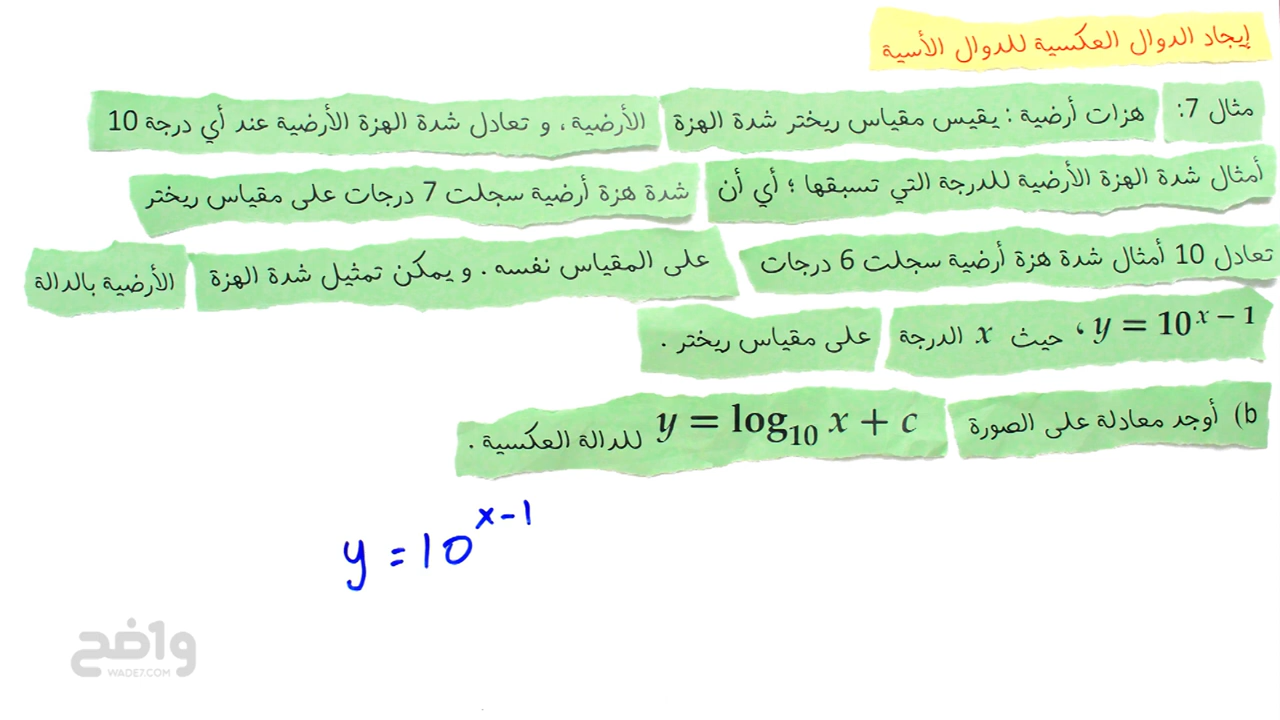 إيجاد الدوال العكسية للدوال الأسية
مثال 7: هزات أرضية : يقيس مقياس ريختر شدة الهزة الأرضية، و تعادل شدة الهزة الأرضية عند أي درجة 10
أمثال شدة الهزة الأرضية للدرجة التي تسبقها ؛ أي أن شدة هزة أرضية سجلت 7 درجات على مقياس ريختر
تعادل 10 أمثال شدة هزة أرضية سجلت 6 درجات على المقياس نفسه . و يمكن تمثيل شدة الهزة الأرضية بالدالة
y = 10^{x − 1} ، حيث x الدرجة على مقياس ريختر .
b) أوجد معادلة على الصورة y = log₁₀ x + c للدالة العكسية .
y = 10^{x-1}
واضح
WADE7.COM